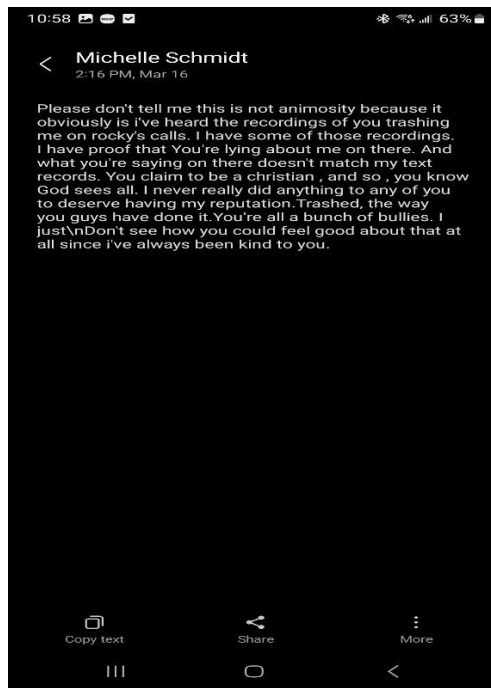 10:58 63%
Michelle Schmidt
2:16 PM, Mar 16
Please don't tell me this is not animosity because it
obviously is i've heard the recordings of you trashing
me on rocky's calls. I have some of those recordings.
I have proof that You're lying about me on there. And
what you're saying on there doesn't match my text
records. You claim to be a christian , and so , you know
God sees all. I never really did anything to any of you
to deserve having my reputation.Trashed, the way
you guys have done it.You're all a bunch of bullies. I
just\nDon't see how you could feel good about that at
all since i've always been kind to you.
Copy text Share More